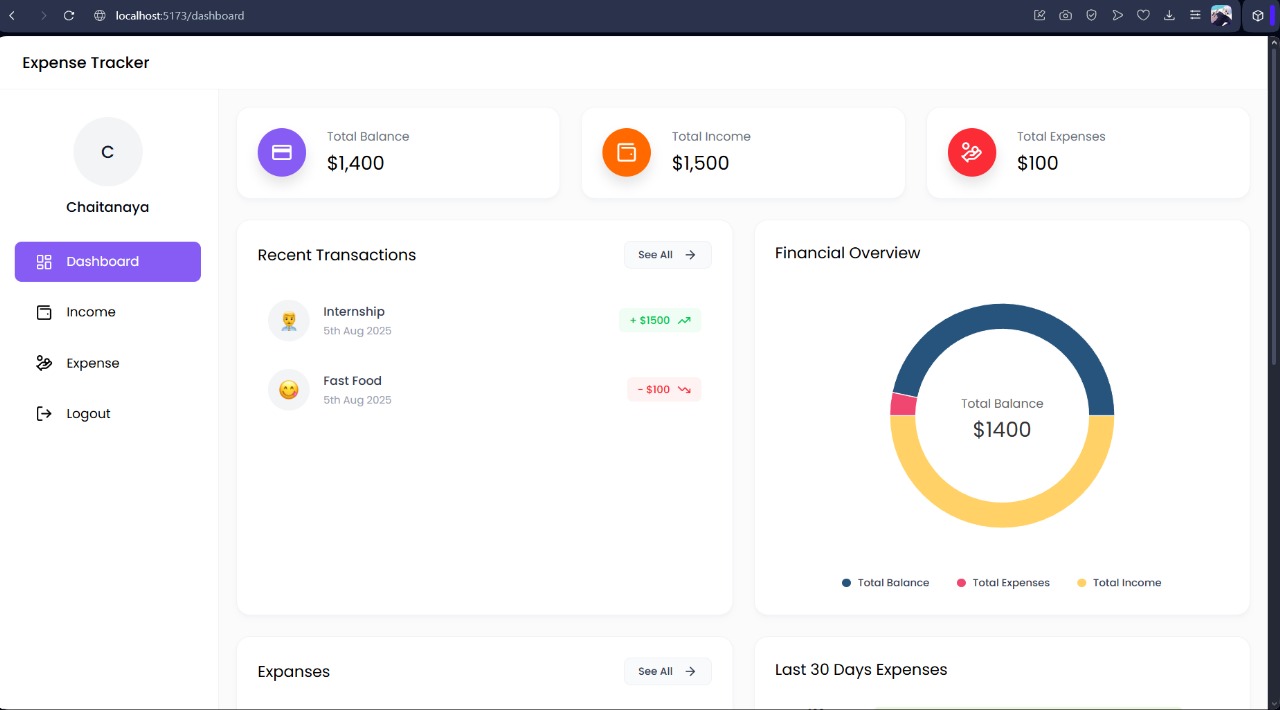 localhost:5173/dashboard
Expense Tracker
C
Chaitanaya
Dashboard
Income
Expense
Logout
Total Balance
$1,400
Total Income
$1,500
Total Expenses
$100
Recent Transactions
See All
Internship
5th Aug 2025
+ $1500
Fast Food
5th Aug 2025
- $100
Financial Overview
Total Balance
$1400
Total Balance
Total Expenses
Total Income
Expanses
See All
Last 30 Days Expenses